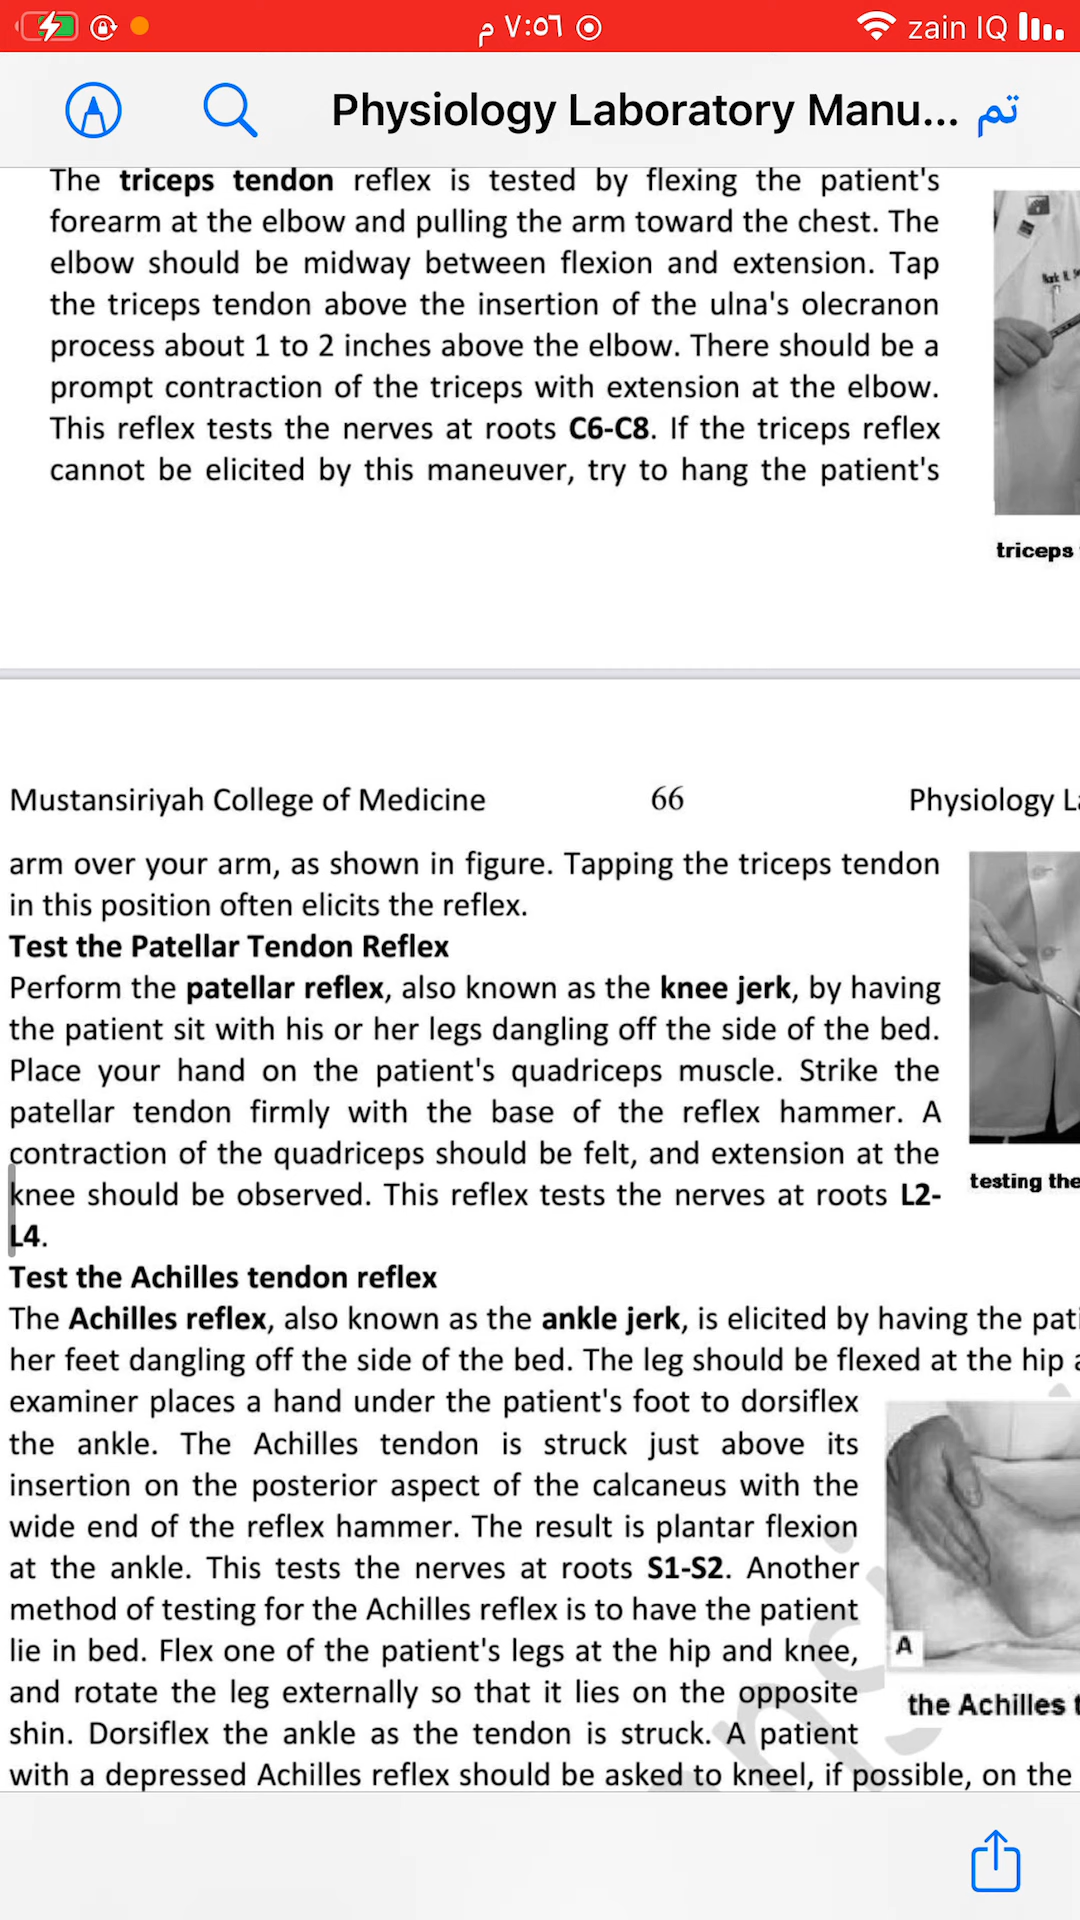 ٧:٥٦ م
zain IQ
Physiology Laboratory Manu... تم
The triceps tendon reflex is tested by flexing the patient's
forearm at the elbow and pulling the arm toward the chest. The
elbow should be midway between flexion and extension. Tap
the triceps tendon above the insertion of the ulna's olecranon
process about 1 to 2 inches above the elbow. There should be a
prompt contraction of the triceps with extension at the elbow.
This reflex tests the nerves at roots C6-C8. If the triceps reflex
cannot be elicited by this maneuver, try to hang the patient's
triceps
Mustansiriyah College of Medicine 66 Physiology La
arm over your arm, as shown in figure. Tapping the triceps tendon
in this position often elicits the reflex.
Test the Patellar Tendon Reflex
Perform the patellar reflex, also known as the knee jerk, by having
the patient sit with his or her legs dangling off the side of the bed.
Place your hand on the patient's quadriceps muscle. Strike the
patellar tendon firmly with the base of the reflex hammer. A
contraction of the quadriceps should be felt, and extension at the
knee should be observed. This reflex tests the nerves at roots L2-
L4.
testing the
Test the Achilles tendon reflex
The Achilles reflex, also known as the ankle jerk, is elicited by having the pati
her feet dangling off the side of the bed. The leg should be flexed at the hip a
examiner places a hand under the patient's foot to dorsiflex
the ankle. The Achilles tendon is struck just above its
insertion on the posterior aspect of the calcaneus with the
wide end of the reflex hammer. The result is plantar flexion
at the ankle. This tests the nerves at roots S1-S2. Another
method of testing for the Achilles reflex is to have the patient
lie in bed. Flex one of the patient's legs at the hip and knee,
and rotate the leg externally so that it lies on the opposite
shin. Dorsiflex the ankle as the tendon is struck. A patient
with a depressed Achilles reflex should be asked to kneel, if possible, on the
A
the Achilles t